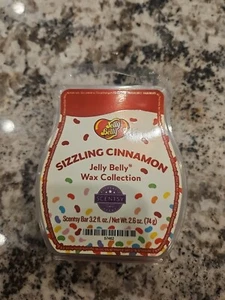 Jelly Belly
SIZZLING CINNAMON
Jelly Belly®
Wax Collection
SCENTSY
Scentsy Bar 3.2 fl. oz. / Net Wt. 2.6 oz. (74 g)